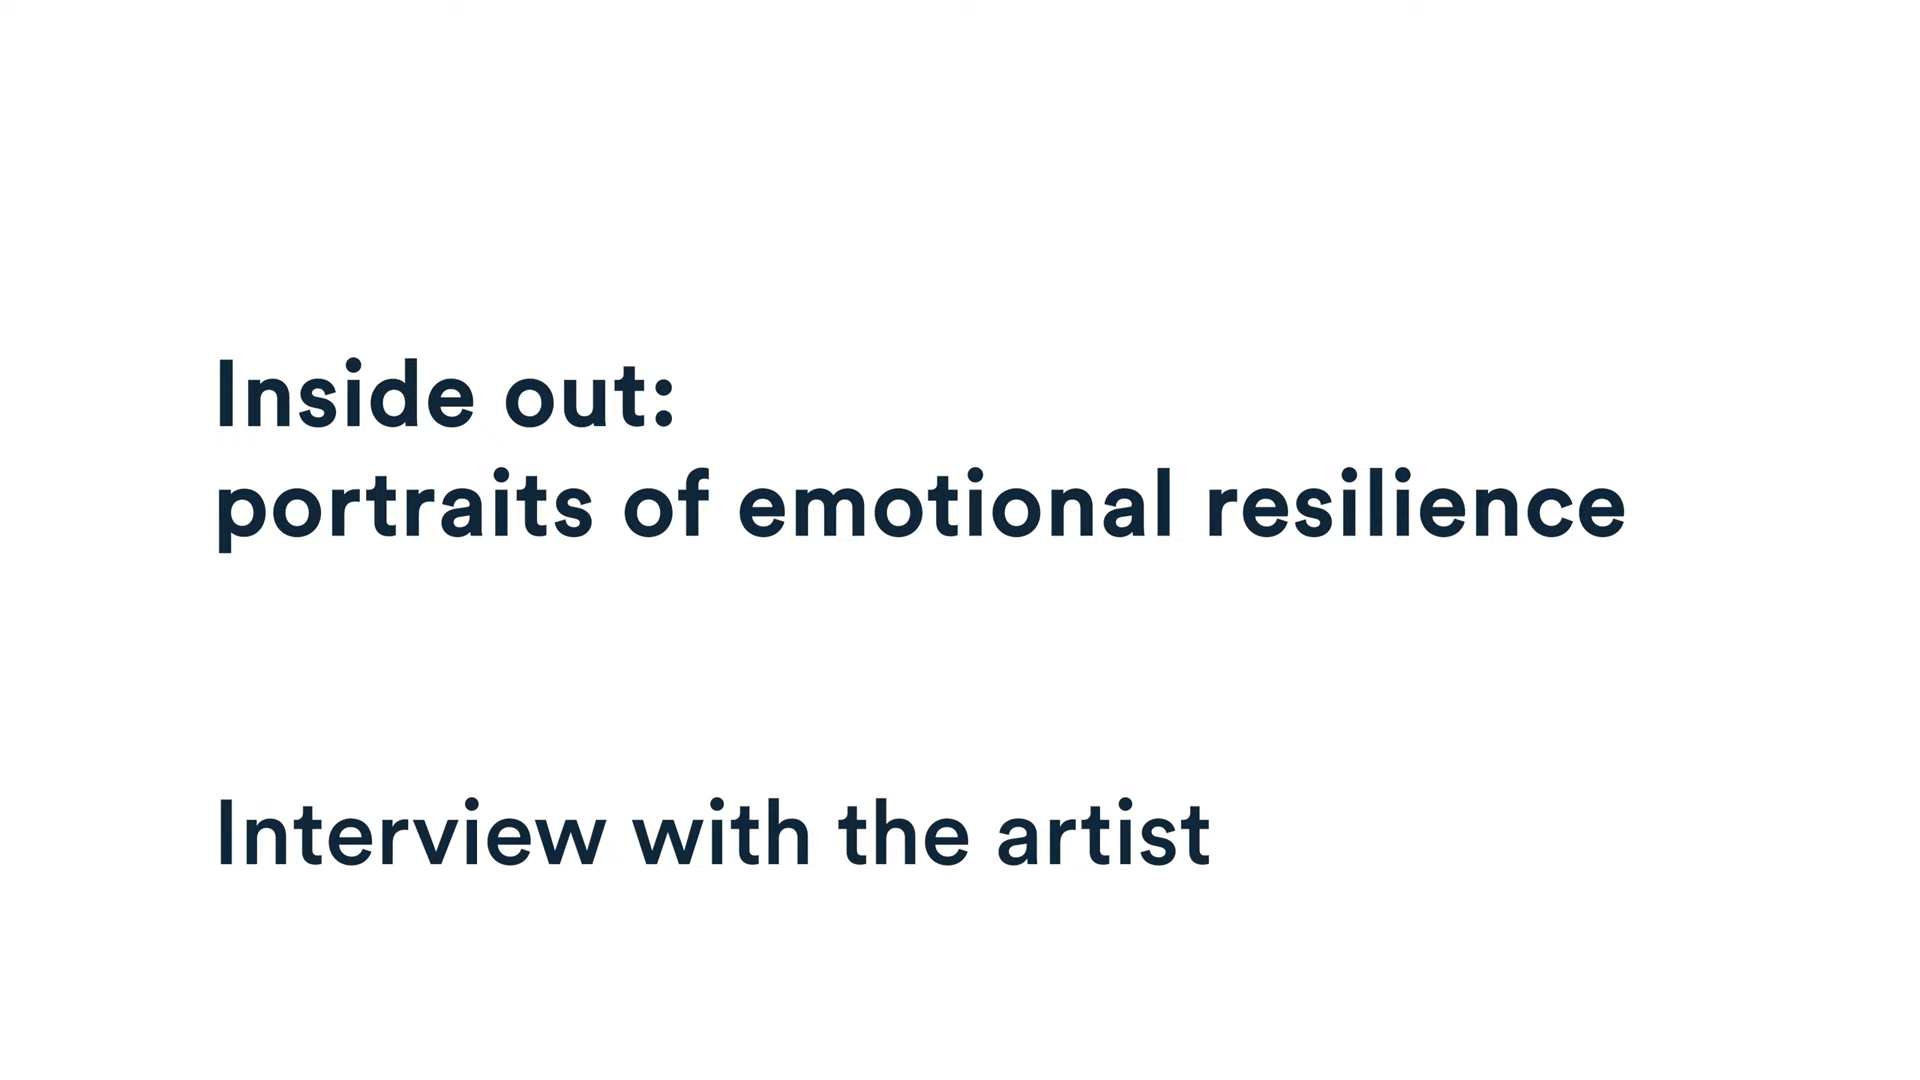 Inside out:
portraits of emotional resilience
Interview with the artist